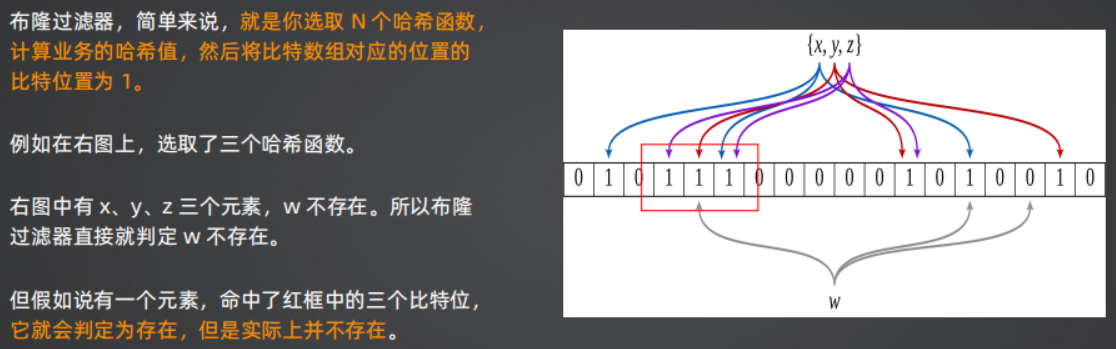 布隆过滤器，简单来说，就是你选取 N 个哈希函数，
计算业务的哈希值，然后将比特数组对应的位置的
比特位置为 1。
例如在右图上，选取了三个哈希函数。
右图中有 x、y、z 三个元素，w 不存在。所以布隆
过滤器直接就判定 w 不存在。
但假如说有一个元素，命中了红框中的三个比特位，
它就会判定为存在，但是实际上并不存在。
{x, y, z}
0 1 0 1 1 1 0 0 0 0 0 1 0 1 0 0 1 0
w